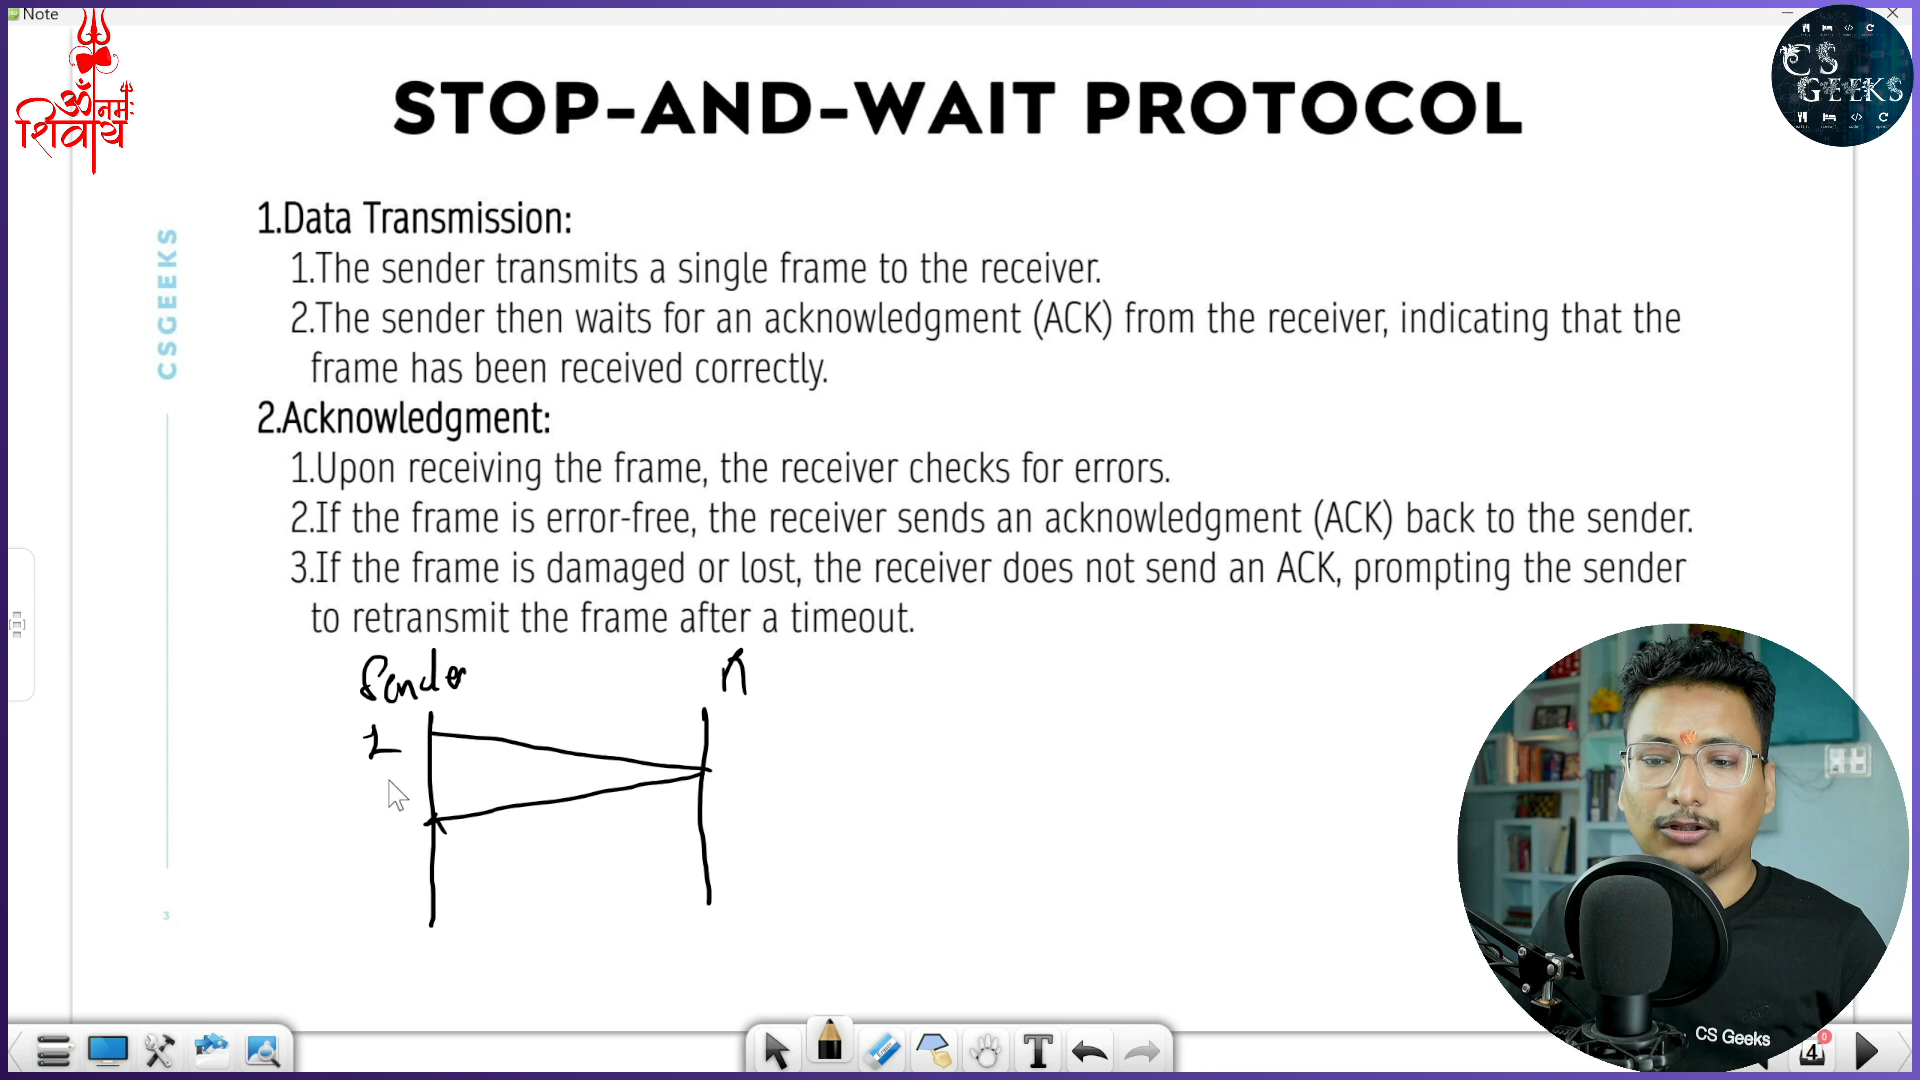 Note
ॐ नमः
शिवाय
CS
GEEKS
STOP-AND-WAIT PROTOCOL
CSGEEKS
1.Data Transmission:
1.The sender transmits a single frame to the receiver.
2.The sender then waits for an acknowledgment (ACK) from the receiver, indicating that the
frame has been received correctly.
2.Acknowledgment:
1.Upon receiving the frame, the receiver checks for errors.
2.If the frame is error-free, the receiver sends an acknowledgment (ACK) back to the sender.
3.If the frame is damaged or lost, the receiver does not send an ACK, prompting the sender
to retransmit the frame after a timeout.
Sender
1
3
CS Geeks
T
4
0